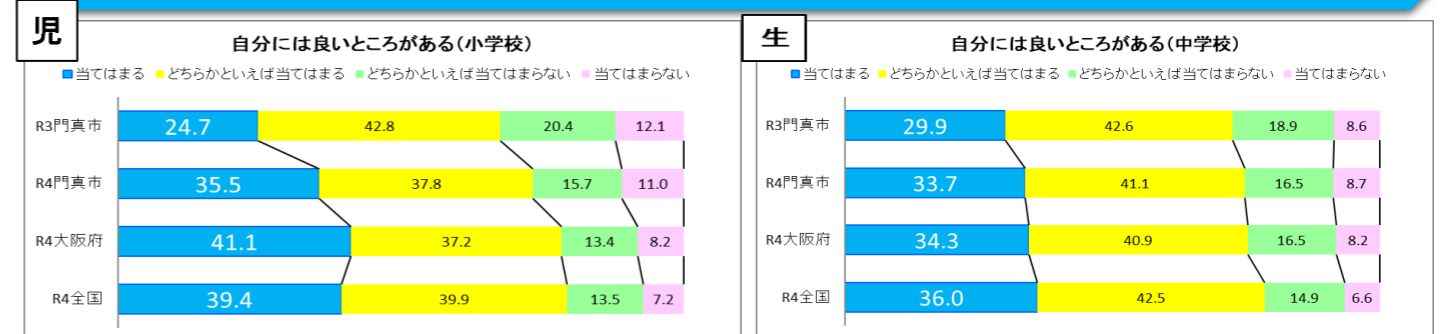 児
自分には良いところがある(小学校)
当てはまる どちらかといえば当てはまる どちらかといえば当てはまらない 当てはまらない
R3門真市 24.7 42.8 20.4 12.1
R4門真市 35.5 37.8 15.7 11.0
R4大阪府 41.1 37.2 13.4 8.2
R4全国 39.4 39.9 13.5 7.2
生
自分には良いところがある(中学校)
当てはまる どちらかといえば当てはまる どちらかといえば当てはまらない 当てはまらない
R3門真市 29.9 42.6 18.9 8.6
R4門真市 33.7 41.1 16.5 8.7
R4大阪府 34.3 40.9 16.5 8.2
R4全国 36.0 42.5 14.9 6.6